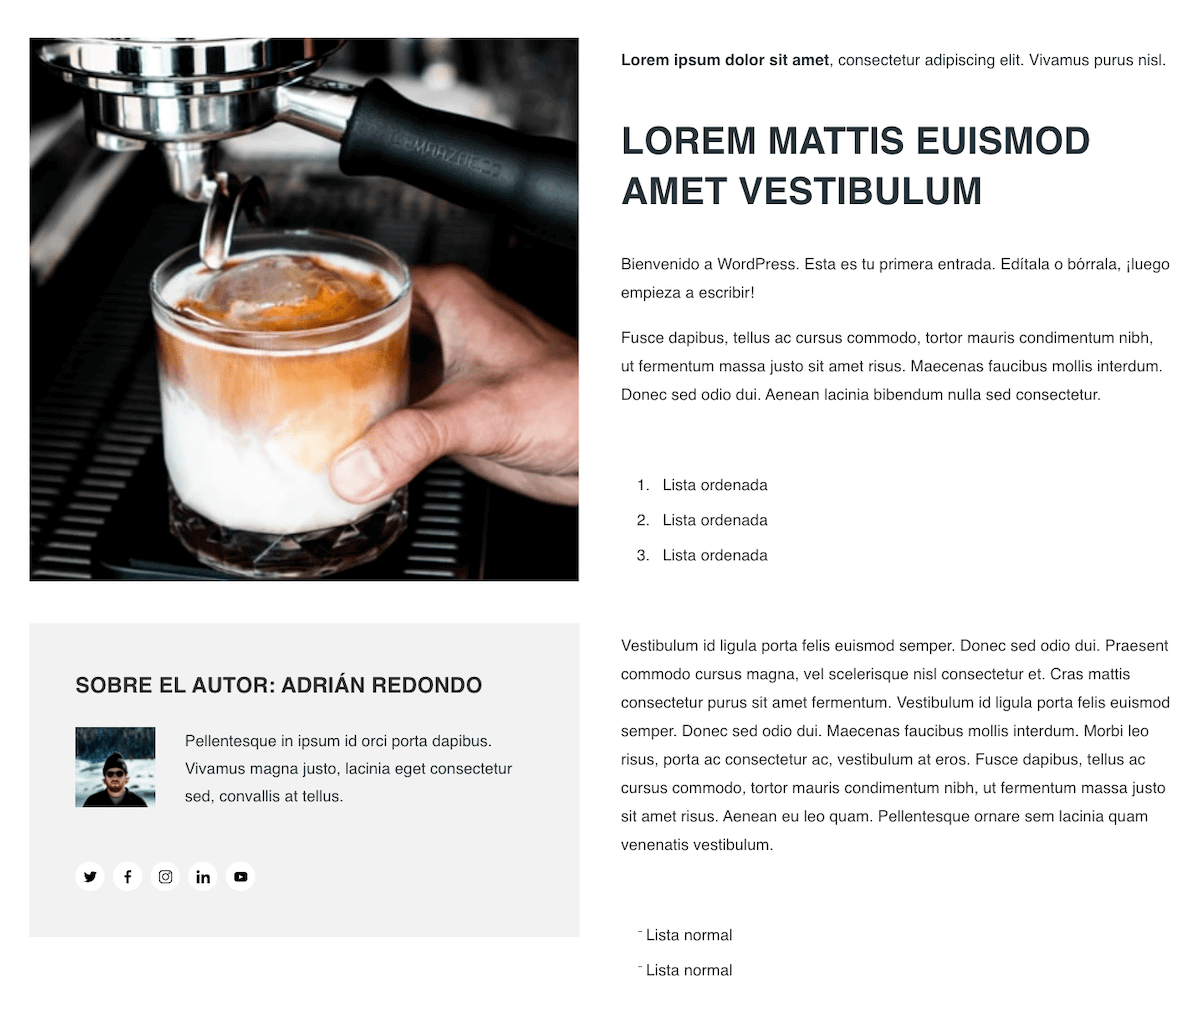 LA MARZOCCO
Lorem ipsum dolor sit amet, consectetur adipiscing elit. Vivamus purus nisl.
LOREM MATTIS EUISMOD
AMET VESTIBULUM
Bienvenido a WordPress. Esta es tu primera entrada. Edítala o bórrala, ¡luego
empieza a escribir!
Fusce dapibus, tellus ac cursus commodo, tortor mauris condimentum nibh,
ut fermentum massa justo sit amet risus. Maecenas faucibus mollis interdum.
Donec sed odio dui. Aenean lacinia bibendum nulla sed consectetur.
1. Lista ordenada
2. Lista ordenada
3. Lista ordenada
SOBRE EL AUTOR: ADRIÁN REDONDO
Pellentesque in ipsum id orci porta dapibus.
Vivamus magna justo, lacinia eget consectetur
sed, convallis at tellus.
Vestibulum id ligula porta felis euismod semper. Donec sed odio dui. Praesent
commodo cursus magna, vel scelerisque nisl consectetur et. Cras mattis
consectetur purus sit amet fermentum. Vestibulum id ligula porta felis euismod
semper. Donec sed odio dui. Maecenas faucibus mollis interdum. Morbi leo
risus, porta ac consectetur ac, vestibulum at eros. Fusce dapibus, tellus ac
cursus commodo, tortor mauris condimentum nibh, ut fermentum massa justo
sit amet risus. Aenean eu leo quam. Pellentesque ornare sem lacinia quam
venenatis vestibulum.
- Lista normal
- Lista normal